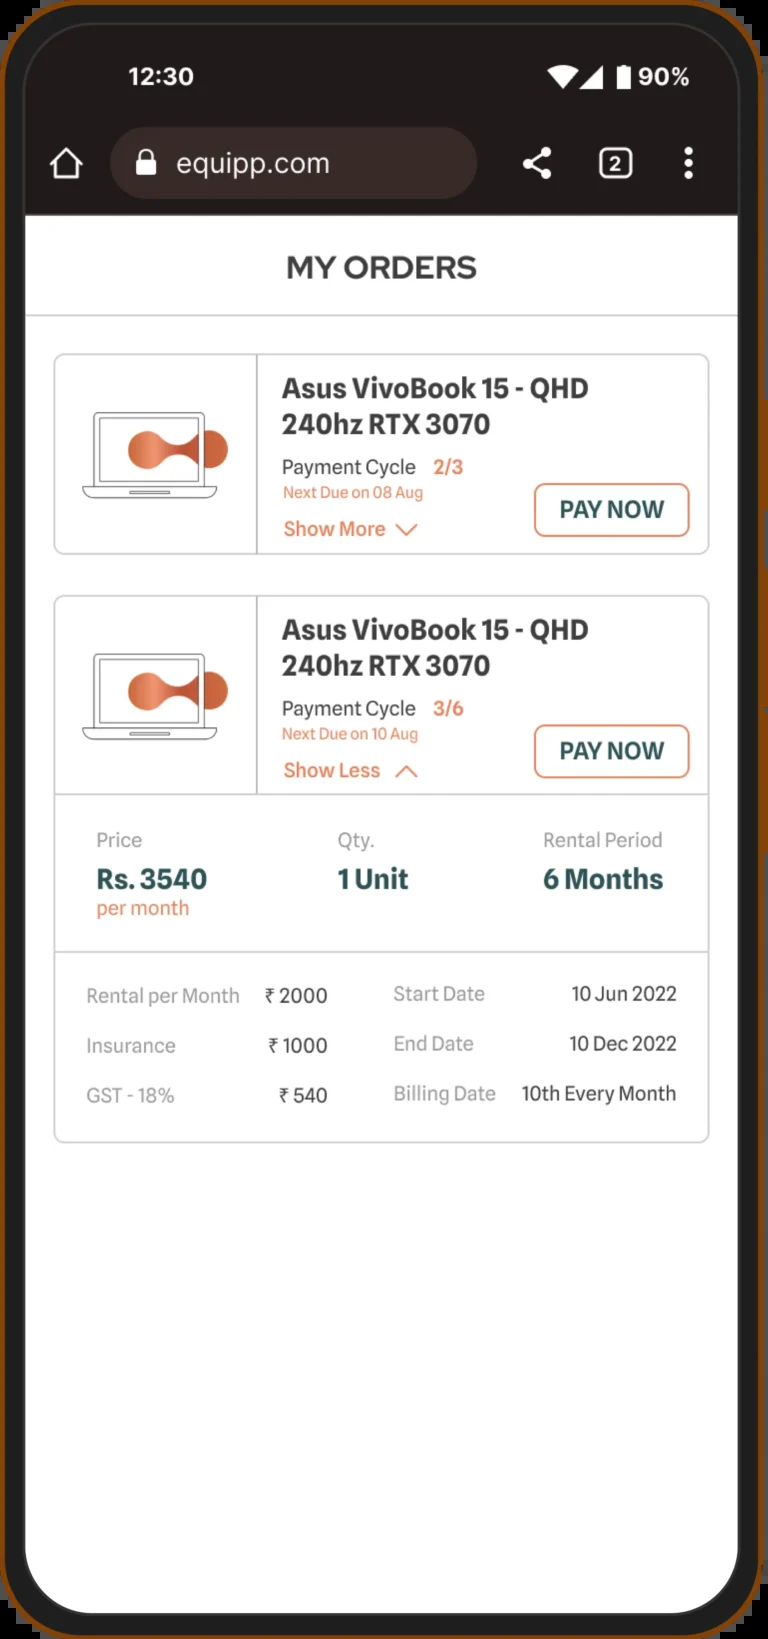 12:30
90%
equipp.com
2
MY ORDERS
Asus VivoBook 15 - QHD
240hz RTX 3070
Payment Cycle 2/3
Next Due on 08 Aug
Show More
PAY NOW
Asus VivoBook 15 - QHD
240hz RTX 3070
Payment Cycle 3/6
Next Due on 10 Aug
Show Less
PAY NOW
Price
Rs. 3540
per month
Qty.
1 Unit
Rental Period
6 Months
Rental per Month ₹ 2000
Insurance ₹ 1000
GST - 18% ₹ 540
Start Date 10 Jun 2022
End Date 10 Dec 2022
Billing Date 10th Every Month